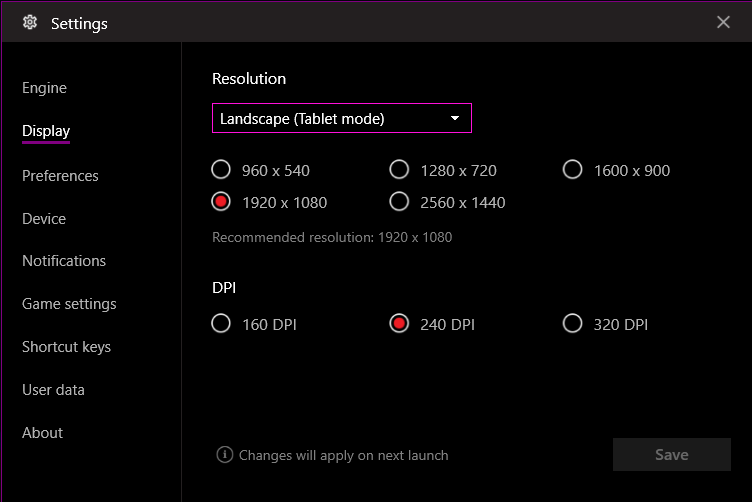 Settings
Engine
Display
Preferences
Device
Notifications
Game settings
Shortcut keys
User data
About
Resolution
Landscape (Tablet mode)
960 x 540 1280 x 720 1600 x 900
1920 x 1080 2560 x 1440
Recommended resolution: 1920 x 1080
DPI
160 DPI 240 DPI 320 DPI
Changes will apply on next launch
Save